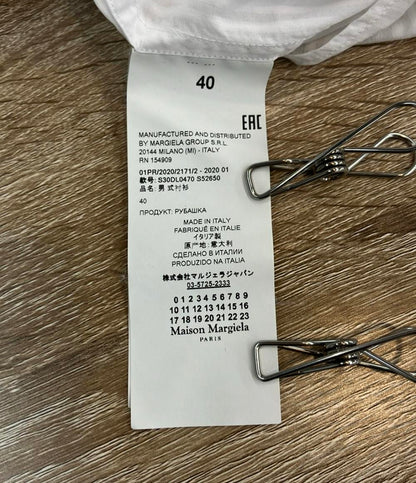 40
EAC
MANUFACTURED AND DISTRIBUTED
BY MARGIELA GROUP S.R.L.
20144 MILANO (MI) - ITALY
RN 154909
01PR/2020/2171/2 - 2020 01
款号: S30DL0470 S52650
品名: 男式衬衫
40
ПРОДУКТ: РУБАШКА
MADE IN ITALY
FABRIQUÉ EN ITALIE
イタリア製
原产地: 意大利
СДЕЛАНО В ИТАЛИИ
PRODUZIDO NA ITALIA
株式会社マルジェラジャパン
03-5725-2333
0 1 2 3 4 5 6 7 8 9
10 11 12 13 14 15 16
17 18 19 20 21 22 23
Maison Margiela
PARIS